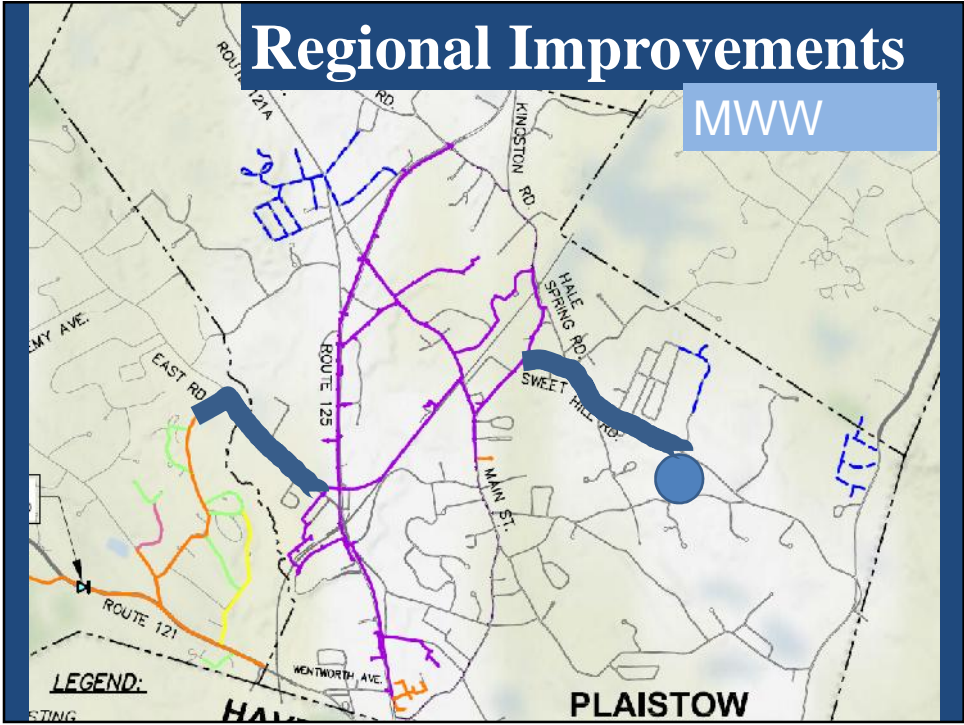 Regional Improvements
MWW
ROUTE 121A
RD.
KINGSTON RD.
HALE
SPRING RD.
SWEET HILL RD.
EAST RD.
ROUTE 125
MAIN ST.
ROUTE 121
WENTWORTH AVE.
LEGEND:
PLAISTOW